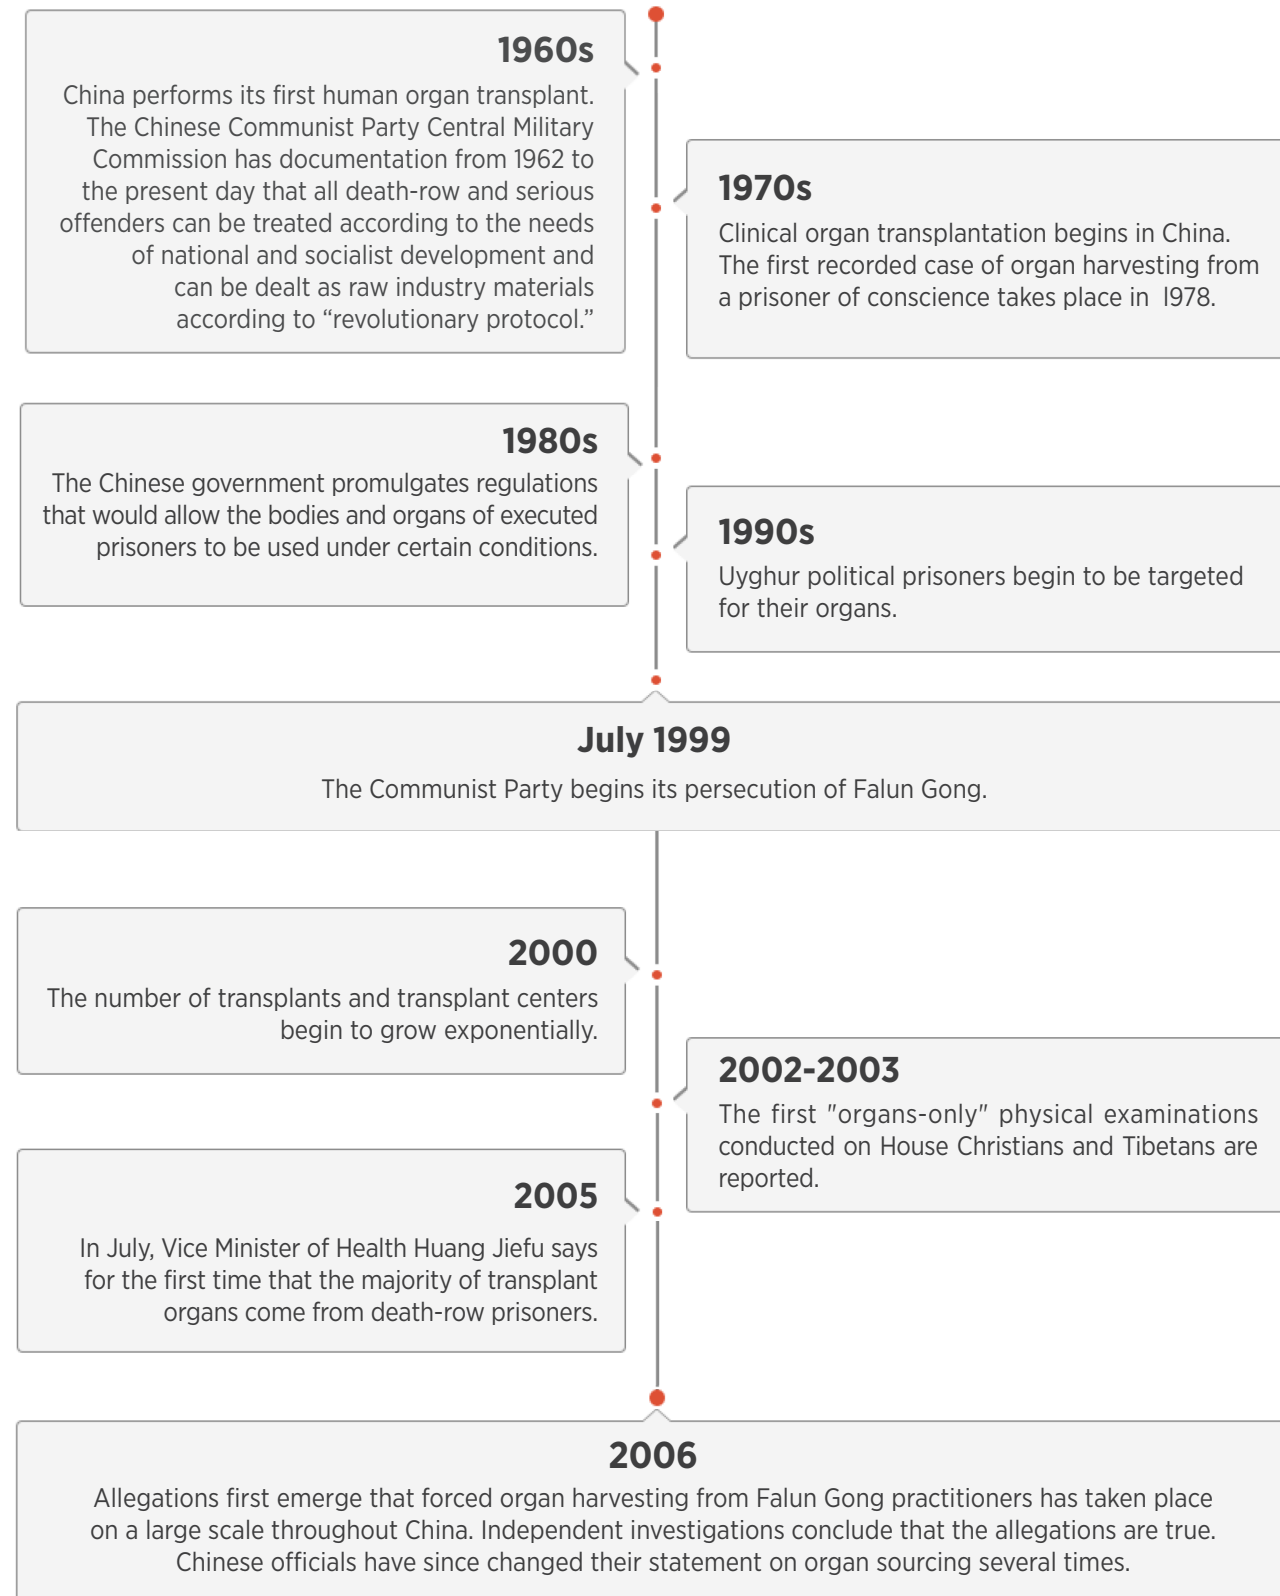 1960s
China performs its first human organ transplant.
The Chinese Communist Party Central Military
Commission has documentation from 1962 to
the present day that all death-row and serious
offenders can be treated according to the needs
of national and socialist development and
can be dealt as raw industry materials
according to “revolutionary protocol.”
1970s
Clinical organ transplantation begins in China.
The first recorded case of organ harvesting from
a prisoner of conscience takes place in l978.
1980s
The Chinese government promulgates regulations
that would allow the bodies and organs of executed
prisoners to be used under certain conditions.
1990s
Uyghur political prisoners begin to be targeted
for their organs.
July 1999
The Communist Party begins its persecution of Falun Gong.
2000
The number of transplants and transplant centers
begin to grow exponentially.
2002-2003
The first "organs-only" physical examinations
conducted on House Christians and Tibetans are
reported.
2005
In July, Vice Minister of Health Huang Jiefu says
for the first time that the majority of transplant
organs come from death-row prisoners.
2006
Allegations first emerge that forced organ harvesting from Falun Gong practitioners has taken place
on a large scale throughout China. Independent investigations conclude that the allegations are true.
Chinese officials have since changed their statement on organ sourcing several times.